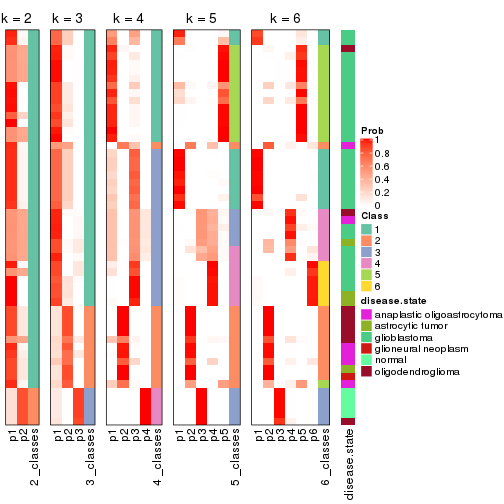 k = 2 k = 3 k = 4 k = 5 k = 6
Prob
1
0.8
0.6
0.4
0.2
0
Class
1
2
3
4
5
6
disease.state
anaplastic oligoastrocytoma
astrocytic tumor
glioblastoma
glioneural neoplasm
normal
oligodendroglioma
p1 p2 2_classes p1 p2 p3 3_classes p1 p2 p3 p4 4_classes p1 p2 p3 p4 p5 5_classes p1 p2 p3 p4 p5 p6 6_classes disease.state